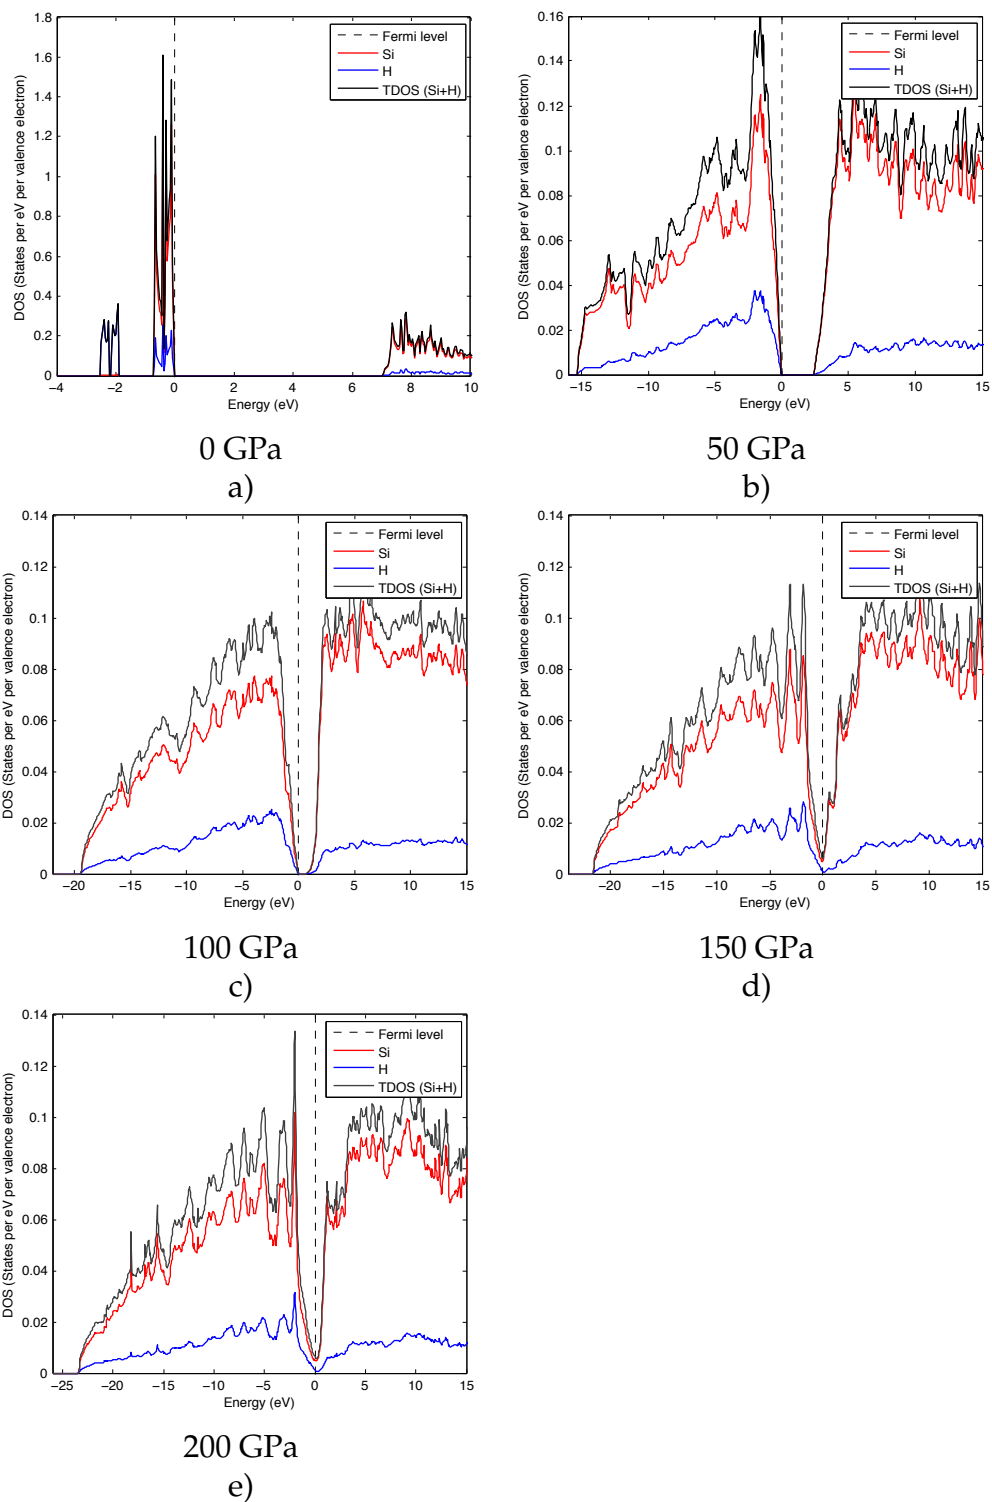 1.8
1.6
1.4
1.2
1
0.8
0.6
0.4
0.2
0
DOS (States per eV per valence electron)
Fermi level
Si
H
TDOS (Si+H)
−4 −2 0 2 4 6 8 10
Energy (eV)
0 GPa
a)
0.16
0.14
0.12
0.1
0.08
0.06
0.04
0.02
0
DOS (States per eV per valence electron)
Fermi level
Si
H
TDOS (Si+H)
−15 −10 −5 0 5 10 15
Energy (eV)
50 GPa
b)
0.14
0.12
0.1
0.08
0.06
0.04
0.02
0
DOS (States per eV per valence electron)
Fermi level
Si
H
TDOS (Si+H)
−20 −15 −10 −5 0 5 10 15
Energy (eV)
100 GPa
c)
0.14
0.12
0.1
0.08
0.06
0.04
0.02
0
DOS (States per eV per valence electron)
Fermi level
Si
H
TDOS (Si+H)
−20 −15 −10 −5 0 5 10 15
Energy (eV)
150 GPa
d)
0.14
0.12
0.1
0.08
0.06
0.04
0.02
0
DOS (States per eV per valence electron)
Fermi level
Si
H
TDOS (Si+H)
−25 −20 −15 −10 −5 0 5 10 15
Energy (eV)
200 GPa
e)